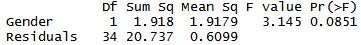 Df Sum Sq Mean Sq F value Pr(>F)
Gender 1 1.918 1.9179 3.145 0.0851
Residuals 34 20.737 0.6099